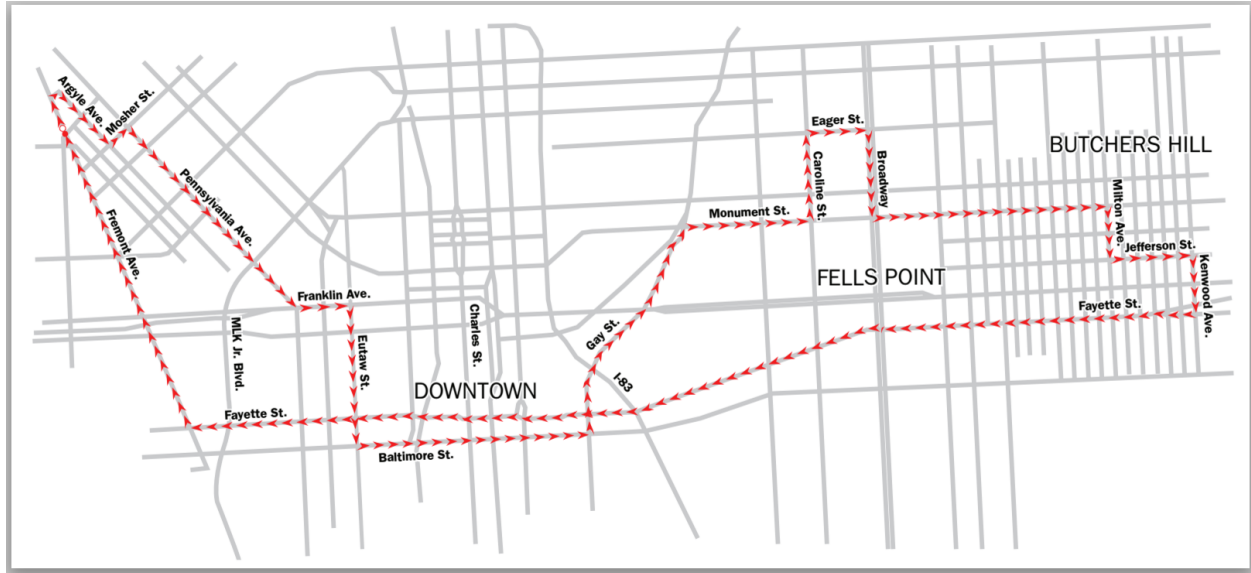 Argyle Ave.
Mosher St.
Eager St.
BUTCHERS HILL
Caroline St.
Broadway
Pennsylvania Ave.
Milton Ave.
Monument St.
Fremont Ave.
Jefferson St.
FELLS POINT
Kenwood Ave.
Franklin Ave.
Fayette St.
MLK Jr. Blvd.
Charles St.
Gay St.
Eutaw St.
I-83
DOWNTOWN
Fayette St.
Baltimore St.